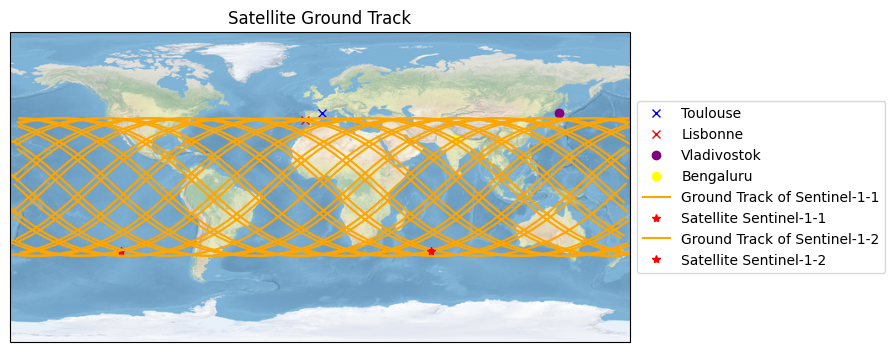 Satellite Ground Track
Toulouse
Lisbonne
Vladivostok
Bengaluru
Ground Track of Sentinel-1-1
Satellite Sentinel-1-1
Ground Track of Sentinel-1-2
Satellite Sentinel-1-2